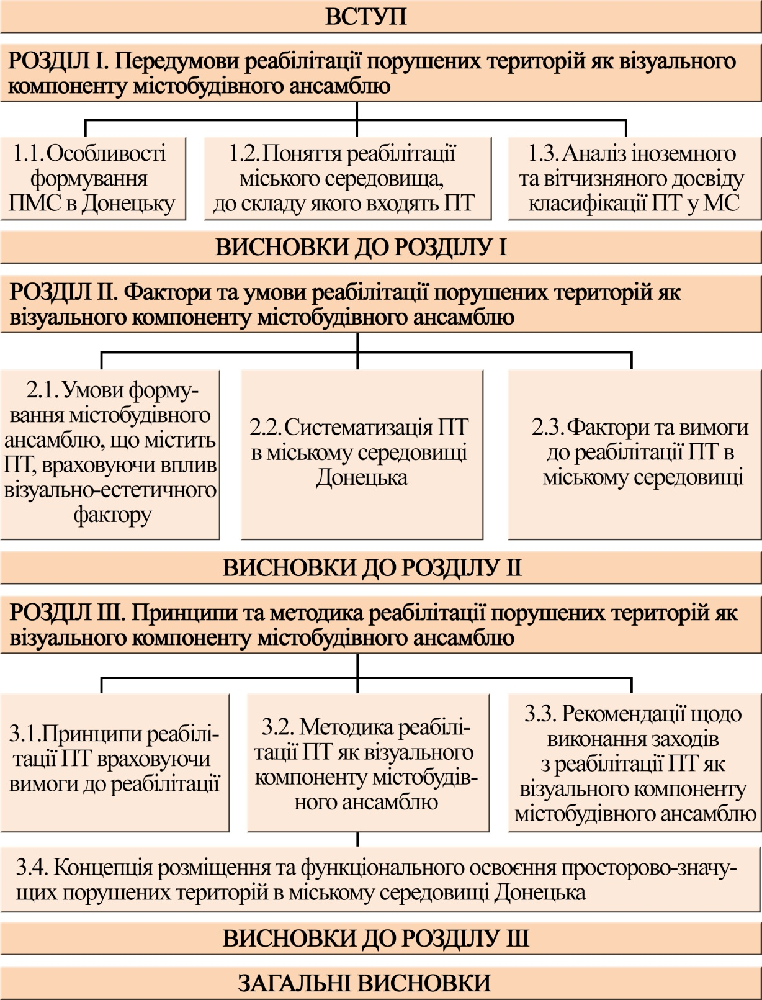 ВСТУП
РОЗДІЛ І. Передумови реабілітації порушених територій як візуального
компоненту містобудівного ансамблю
1.1. Особливості
формування
ПМС в Донецьку
1.2. Поняття реабілітації
міського середовища,
до складу якого входять ПТ
1.3. Аналіз іноземного
та вітчизняного досвіду
класифікації ПТ у МС
ВИСНОВКИ ДО РОЗДІЛУ І
РОЗДІЛ ІІ. Фактори та умови реабілітації порушених територій як
візуального компоненту містобудівного ансамблю
2.1. Умови форму-
вання містобудівного
ансамблю, що містить
ПТ, враховуючи вплив
візуально-естетичного
фактору
2.2. Систематизація ПТ
в міському середовищі
Донецька
2.3. Фактори та вимоги
до реабілітації ПТ в
міському середовищі
ВИСНОВКИ ДО РОЗДІЛУ ІІ
РОЗДІЛ ІІІ. Принципи та методика реабілітації порушених територій як
візуального компоненту містобудівного ансамблю
3.1.Принципи реабілі-
тації ПТ враховуючи
вимоги до реабілітації
3.2. Методика реабілі-
тації ПТ як візуального
компоненту містобудів-
ного ансамблю
3.3. Рекомендації щодо
виконання заходів
з реабілітації ПТ як
візуального компоненту
містобудівного ансамблю
3.4. Концепція розміщення та функціонального освоєння просторово-значу-
щих порушених територій в міському середовищі Донецька
ВИСНОВКИ ДО РОЗДІЛУ ІІІ
ЗАГАЛЬНІ ВИСНОВКИ